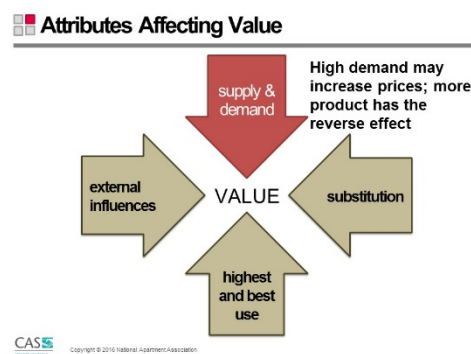 Attributes Affecting Value
supply &
demand
High demand may
increase prices; more
product has the
reverse effect
external
influences
VALUE
substitution
highest
and best
use
CAS
Copyright © 2016 National Apartment Association